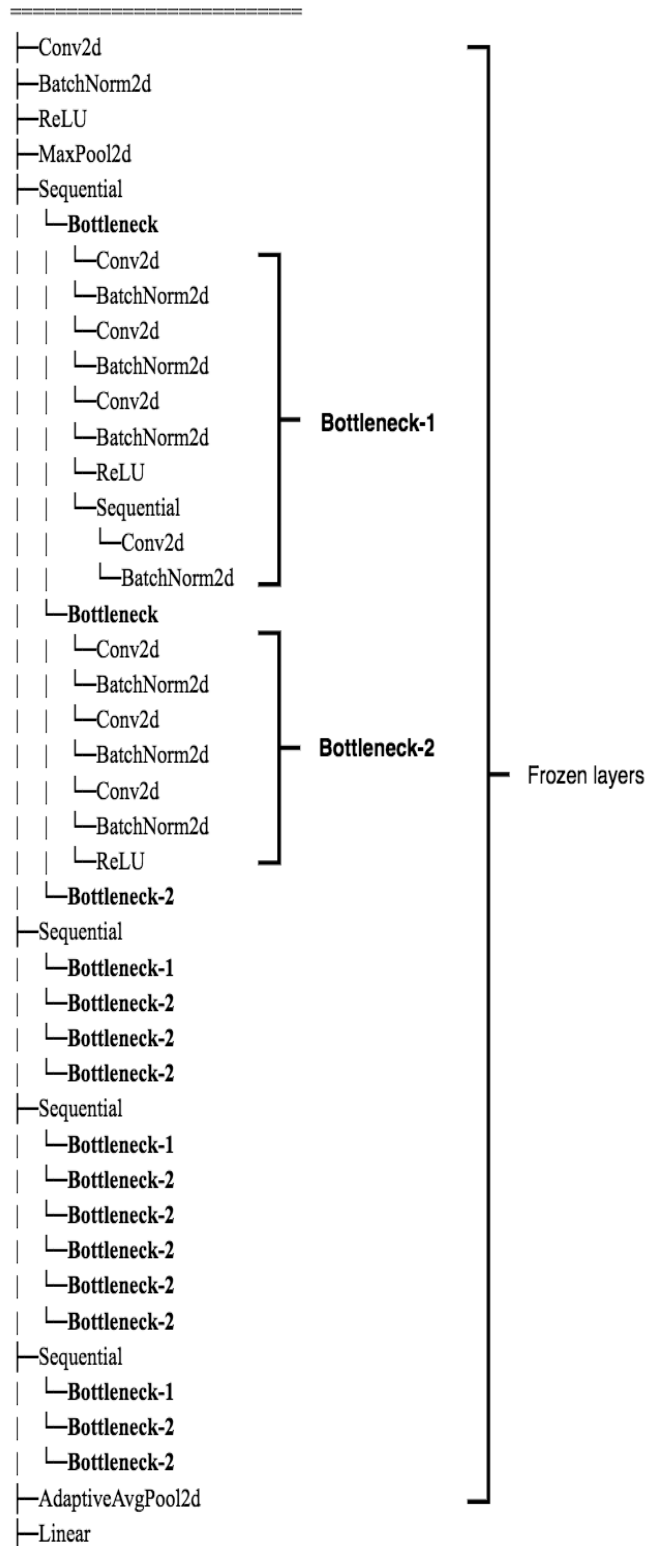 ==========================
├─Conv2d
├─BatchNorm2d
├─ReLU
├─MaxPool2d
├─Sequential
│ └─Bottleneck
│ │ └─Conv2d
│ │ └─BatchNorm2d
│ │ └─Conv2d
│ │ └─BatchNorm2d
│ │ └─Conv2d
│ │ └─BatchNorm2d
Bottleneck-1
│ │ └─ReLU
│ │ └─Sequential
│ │ └─Conv2d
│ │ └─BatchNorm2d
│ └─Bottleneck
│ │ └─Conv2d
│ │ └─BatchNorm2d
│ │ └─Conv2d
│ │ └─BatchNorm2d
Bottleneck-2
│ │ └─Conv2d
Frozen layers
│ │ └─BatchNorm2d
│ │ └─ReLU
│ └─Bottleneck-2
├─Sequential
│ └─Bottleneck-1
│ └─Bottleneck-2
│ └─Bottleneck-2
│ └─Bottleneck-2
├─Sequential
│ └─Bottleneck-1
│ └─Bottleneck-2
│ └─Bottleneck-2
│ └─Bottleneck-2
│ └─Bottleneck-2
│ └─Bottleneck-2
├─Sequential
│ └─Bottleneck-1
│ └─Bottleneck-2
│ └─Bottleneck-2
├─AdaptiveAvgPool2d
├─Linear